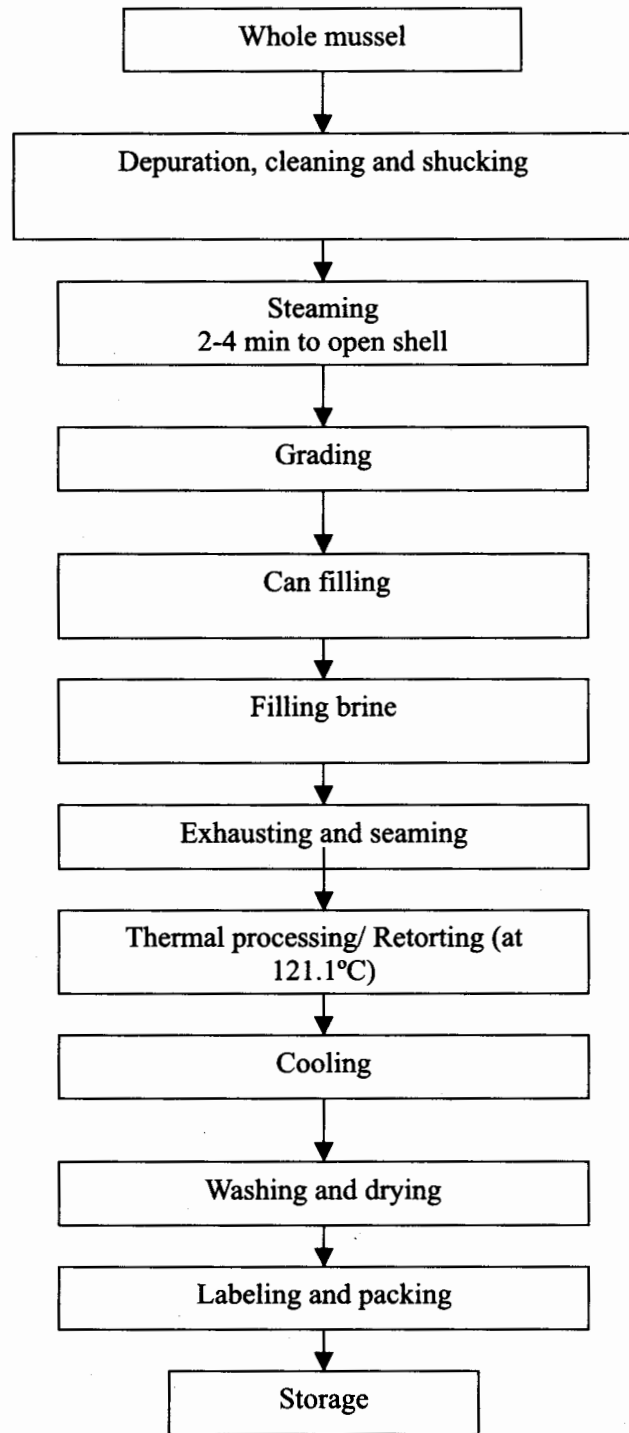 Whole mussel
Depuration, cleaning and shucking
Steaming
2-4 min to open shell
Grading
Can filling
Filling brine
Exhausting and seaming
Thermal processing/ Retorting (at
121.1ºC)
Cooling
Washing and drying
Labeling and packing
Storage